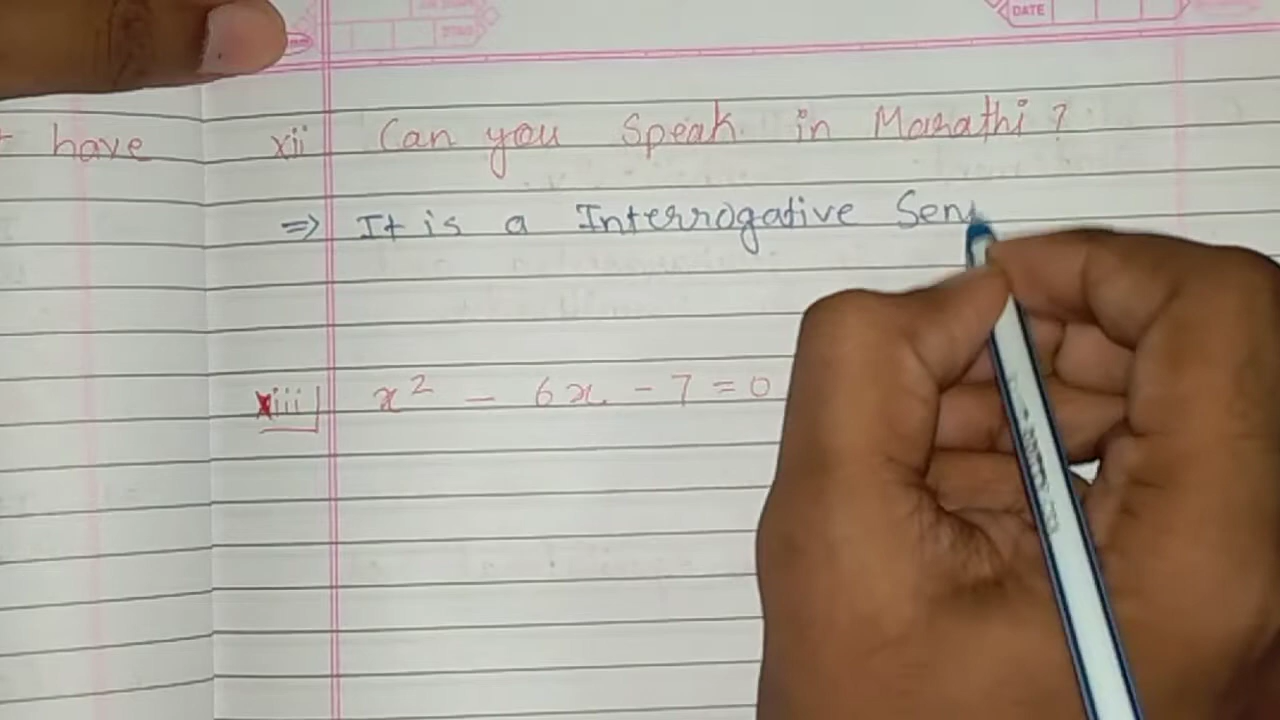 DATE
have
xii Can you Speak in Marathi?
⇒ It is a Interrogative Sen
xiii] x² - 6x - 7 = 0